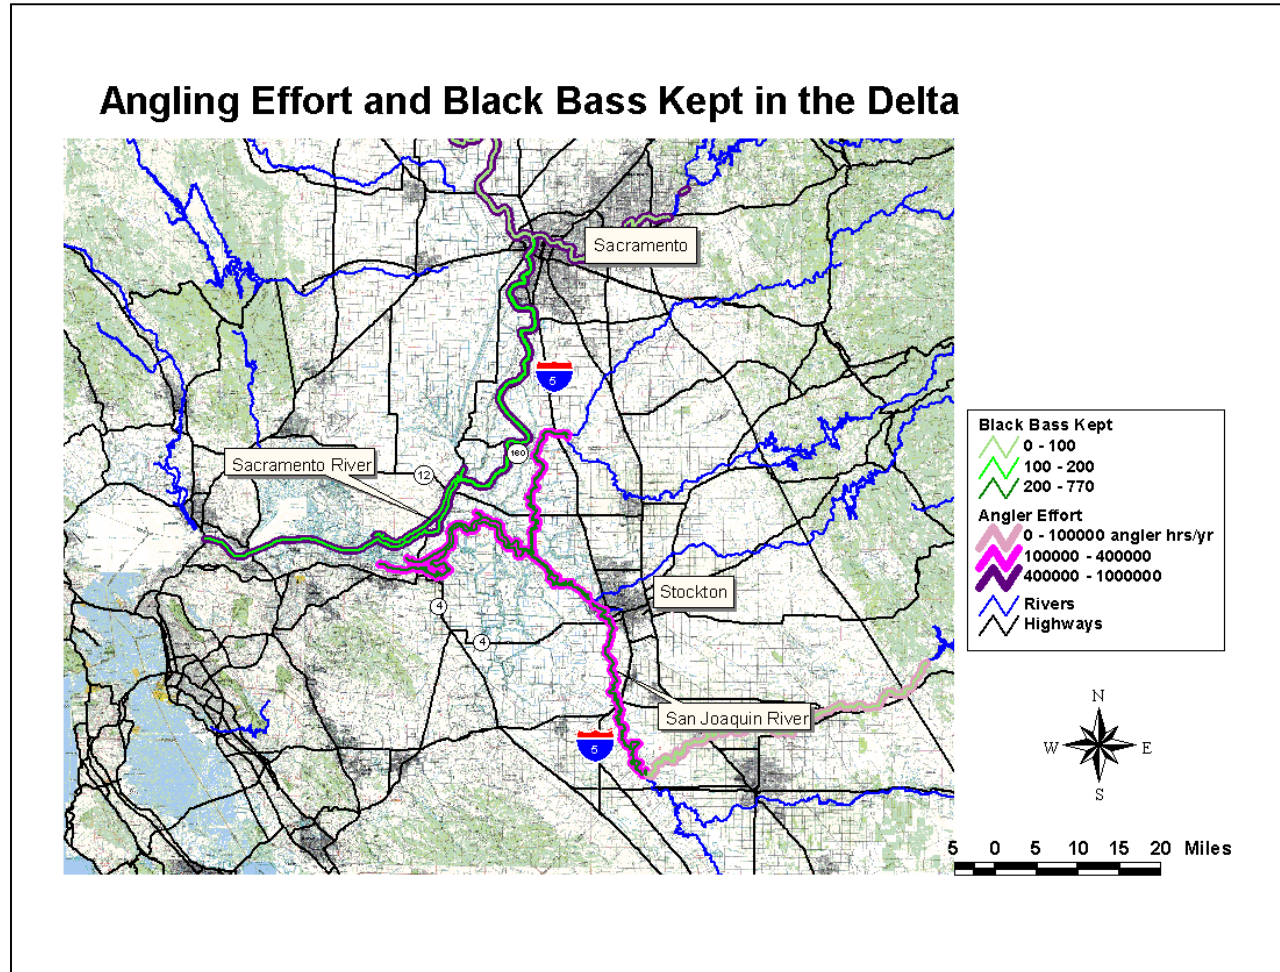 Angling Effort and Black Bass Kept in the Delta
Sacramento
5
160
Sacramento River
12
Stockton
4
4
San Joaquin River
5
Black Bass Kept
0 - 100
100 - 200
200 - 770
Angler Effort
0 - 100000 angler hrs/yr
100000 - 400000
400000 - 1000000
Rivers
Highways
N
W E
S
5 0 5 10 15 20 Miles